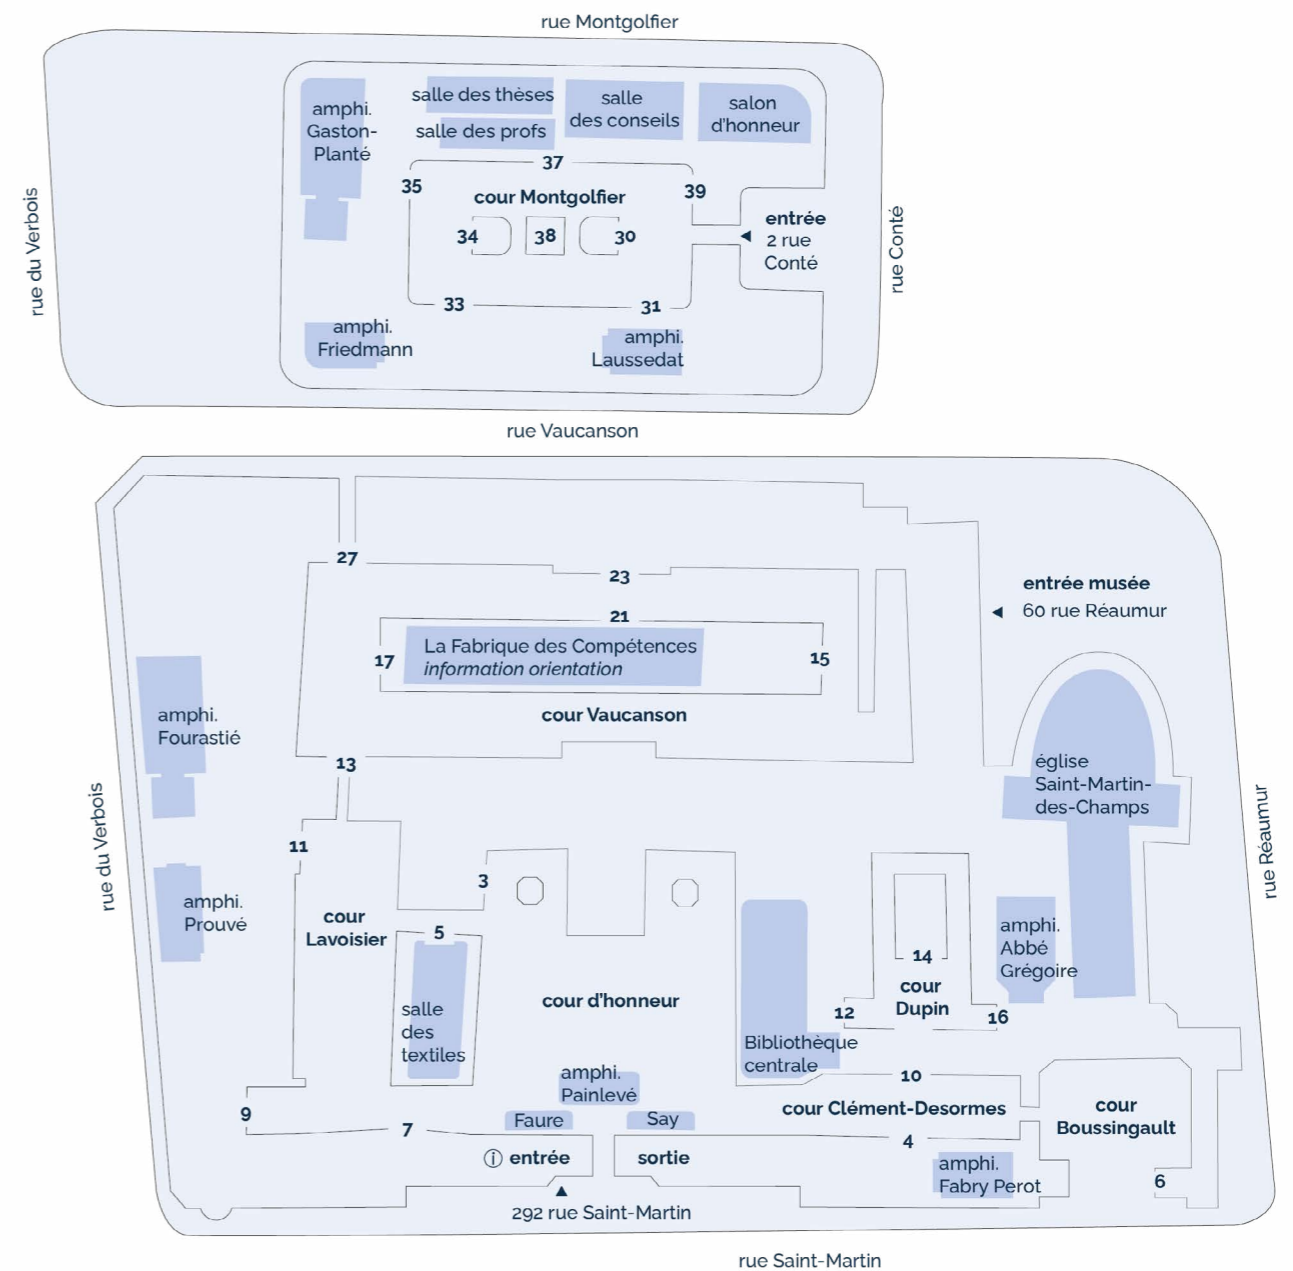 rue Montgolfier
amphi.
Gaston-
Planté
salle des thèses
salle des profs
salle
des conseils
salon
d'honneur
37
35
39
cour Montgolfier
34
38
30
entrée
2 rue
Conté
rue du Verbois
rue Conté
33
31
amphi.
Friedmann
amphi.
Laussedat
rue Vaucanson
27
23
21
La Fabrique des Compétences
information orientation
17
15
cour Vaucanson
entrée musée
60 rue Réaumur
amphi.
Fourastié
13
église
Saint-Martin-
des-Champs
rue du Verbois
rue Réaumur
11
3
amphi.
Prouvé
cour
Lavoisier
5
salle
des
textiles
cour d'honneur
14
cour
Dupin
12
16
amphi.
Abbé
Grégoire
Bibliothèque
centrale
amphi.
Painlevé
Faure
Say
10
cour Clément-Desormes
cour
Boussingault
9
7
4
i entrée
sortie
amphi.
Fabry Perot
6
292 rue Saint-Martin
rue Saint-Martin